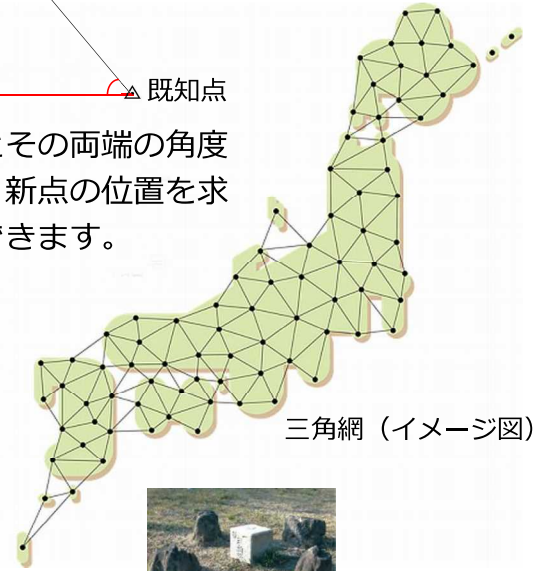 既知点
とその両端の角度
新点の位置を求
できます。
三角網（イメージ図）